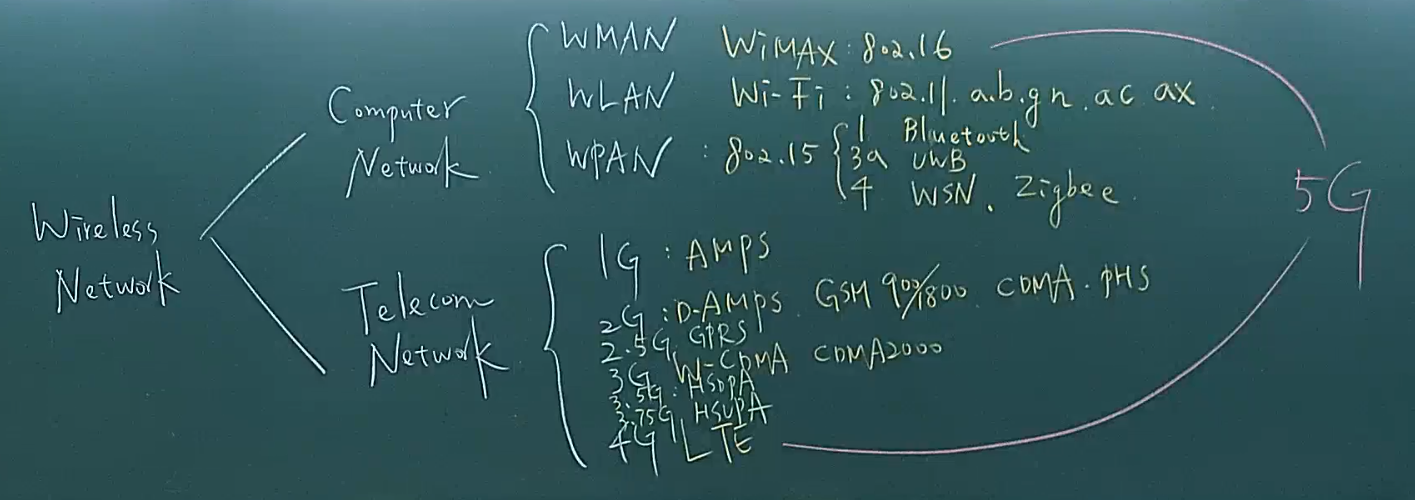 Wireless
Network
Computer
Network
WMAN WiMAX : 802.16
WLAN Wi-Fi : 802.11. a.b.g n. ac ax
WPAN : 802.15
1 Bluetooth
3a UWB
4 WSN. Zigbee
Telecom
Network
1G : AMPS
2G : D-AMPS. GSM 900/1800. CDMA. PHS
2.5G GPRS
3G W-CDMA CDMA2000
3.5G : HSDPA
3.75G HSUPA
4G LTE
5G